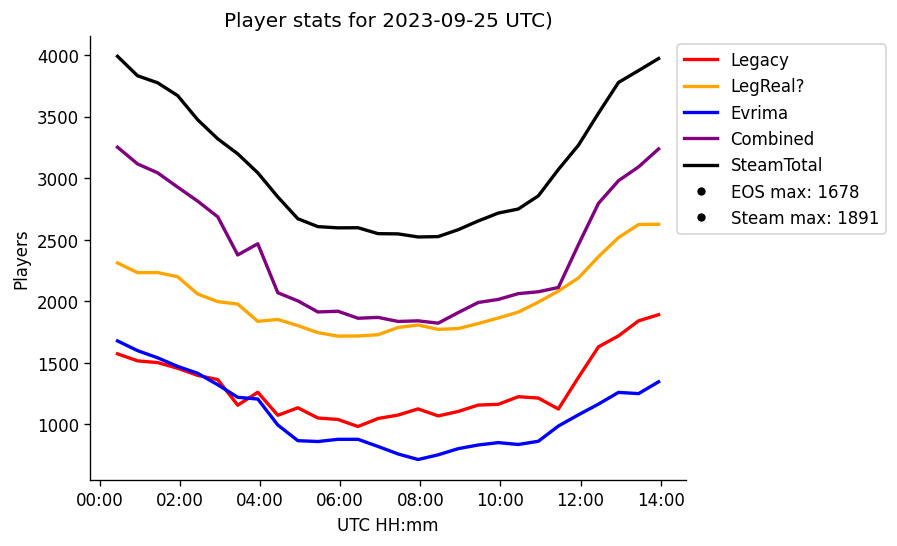 Player stats for 2023-09-25 UTC)
4000
3500
3000
2500
2000
1500
1000
Players
00:00 02:00 04:00 06:00 08:00 10:00 12:00 14:00
UTC HH:mm
Legacy
LegReal?
Evrima
Combined
SteamTotal
EOS max: 1678
Steam max: 1891